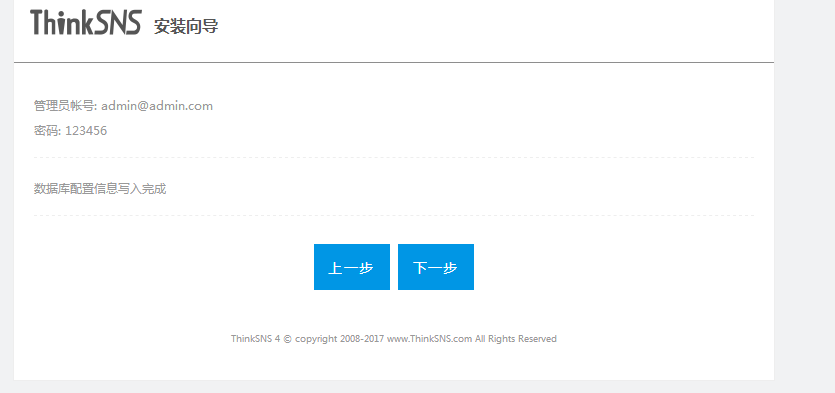 ThinkSNS 安装向导
管理员帐号: admin@admin.com
密码: 123456
数据库配置信息写入完成
上一步 下一步
ThinkSNS 4 © copyright 2008-2017 www.ThinkSNS.com All Rights Reserved